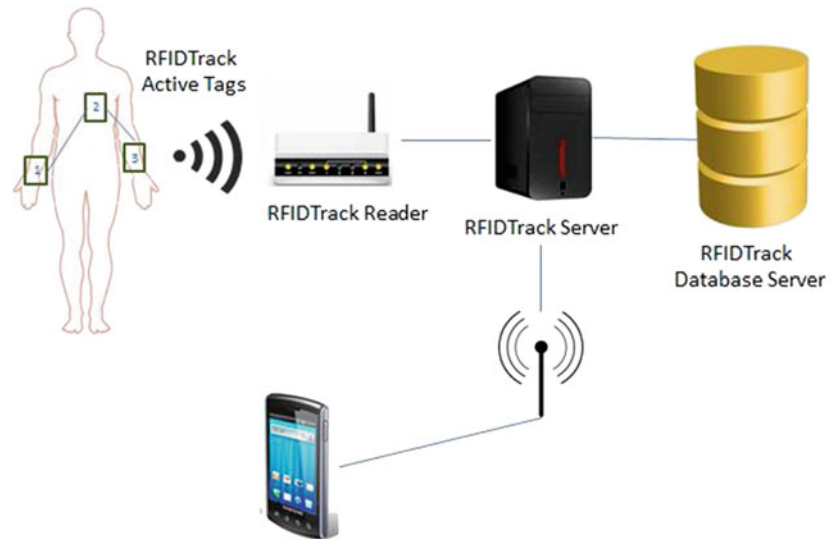 RFIDTrack
Active Tags
1
2
3
RFIDTrack Reader
RFIDTrack Server
RFIDTrack
Database Server